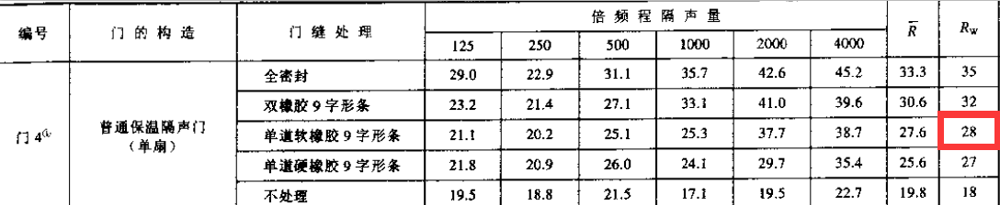 编号 门的构造 门缝处理 倍频程隔声量 R̄ Rw
125 250 500 1000 2000 4000
门4① 普通保温隔声门(单扇)
全密封 29.0 22.9 31.1 35.7 42.6 45.2 33.3 35
双橡胶9字形条 23.2 21.4 27.1 33.1 41.0 39.6 30.6 32
单道软橡胶9字形条 21.1 20.2 25.1 25.3 37.7 38.7 27.6 28
单道硬橡胶9字形条 21.8 20.9 26.0 24.1 29.7 35.4 25.6 27
不处理 19.5 18.8 21.5 17.1 19.5 22.7 19.8 18